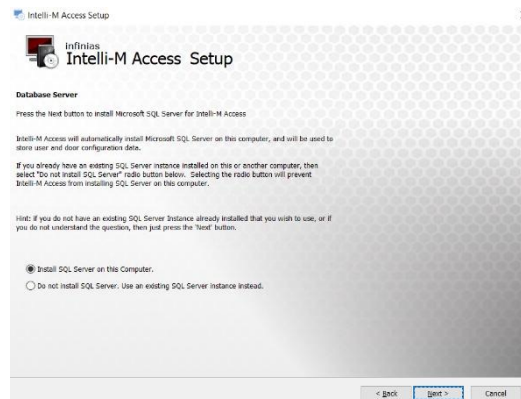 Intelli-M Access Setup
infinias
Intelli-M Access Setup
Database Server
Press the Next button to install Microsoft SQL Server for Intelli-M Access
Intelli-M Access will automatically install Microsoft SQL Server on this computer, and will be used to
store user and door configuration data.
If you already have an existing SQL Server instance installed on this or another computer, then
select "Do not install SQL Server" radio button below. Selecting the radio button will prevent
Intelli-M Access from installing SQL Server on this computer.
Hint: if you do not have an existing SQL Server Instance already installed that you wish to use, or if
you do not understand the question, then just press the 'Next' button.
Install SQL Server on this Computer.
Do not install SQL Server. Use an existing SQL Server Instance instead.
< Back Next > Cancel